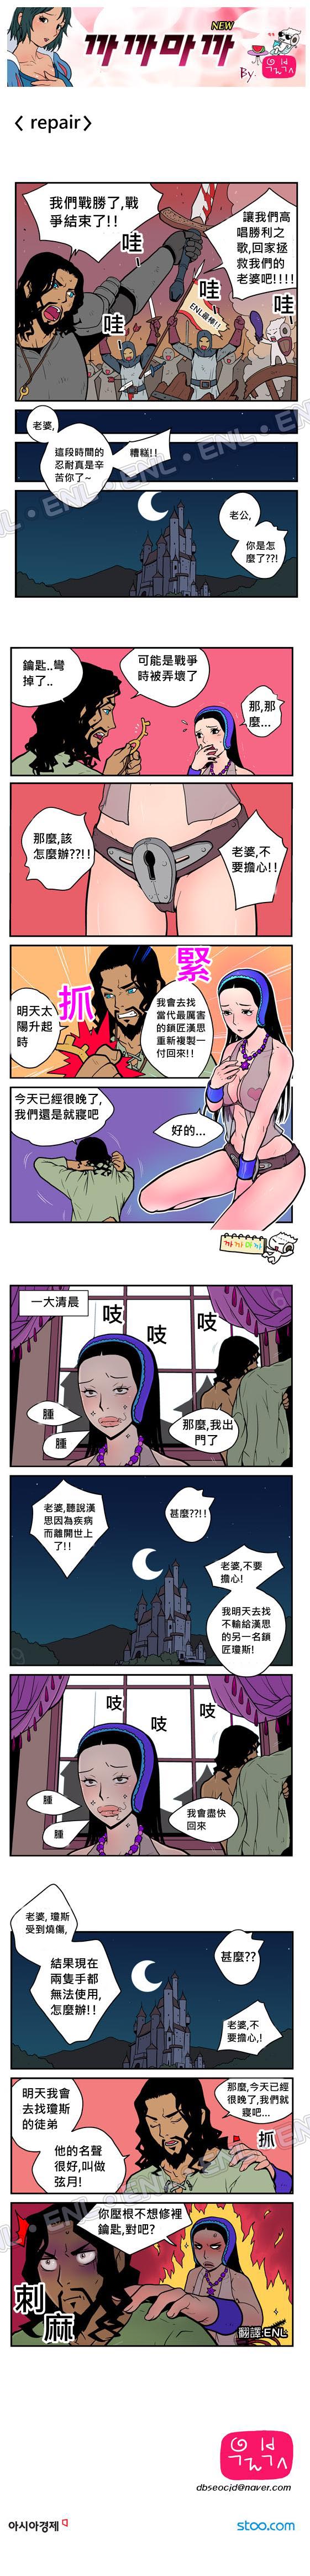 NEW
까까마까
By.
< repair >
我們戰勝了,戰
爭結束了!!
讓我們高
唱勝利之
歌,回家拯
救我們的
老婆吧!!!!
哇
哇
哇
哇
ENL最棒!!
老婆,
這段時間的
忍耐真是辛
苦你了~
糟糕!!
老公,
你是怎
麼了??!
鑰匙..彎
掉了..
可能是戰爭
時被弄壞了
那,那
麼...
那麼,該
怎麼辦??!!
老婆,不
要擔心!!
抓
緊
明天太
陽升起
時
我會去找
當代最厲害
的鎖匠漢思
重新複製一
付回來!!
今天已經很晚了,
我們還是就寢吧
好的...
까까마까
一大清晨
吱
吱
吱
腫
腫
那麼,我出
門了
老婆,聽說漢
思因為疾病
而離開世上
了!!
甚麼??!!
老婆,不要
擔心!
我明天去找
不輸給漢思
的另一名鎖
匠瓊斯!
吱
吱
吱
腫
腫
我會盡快
回來
老婆, 瓊斯
受到燒傷,
結果現在
兩隻手都
無法使用,
怎麼辦!!
甚麼??
老婆,不
要擔心,!
明天我會
去找瓊斯
的徒弟
他的名聲
很好,叫做
弦月!
那麼,今天已經
很晚了,我們就
寢吧...
抓
你壓根不想修裡
鑰匙,對吧?
刺
麻
翻譯:ENL
dbseocjd@naver.com
아시아경제
stoo.com